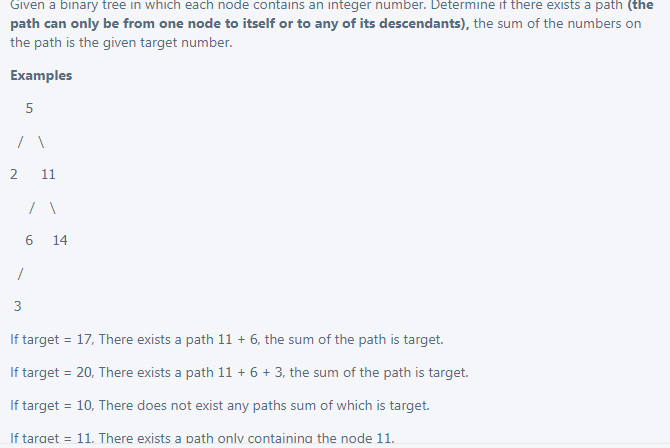 Given a binary tree in which each node contains an integer number. Determine if there exists a path (the
path can only be from one node to itself or to any of its descendants), the sum of the numbers on
the path is the given target number.
Examples
5
/ \
2 11
/ \
6 14
/
3
If target = 17, There exists a path 11 + 6, the sum of the path is target.
If target = 20, There exists a path 11 + 6 + 3, the sum of the path is target.
If target = 10, There does not exist any paths sum of which is target.
If target = 11, There exists a path only containing the node 11.